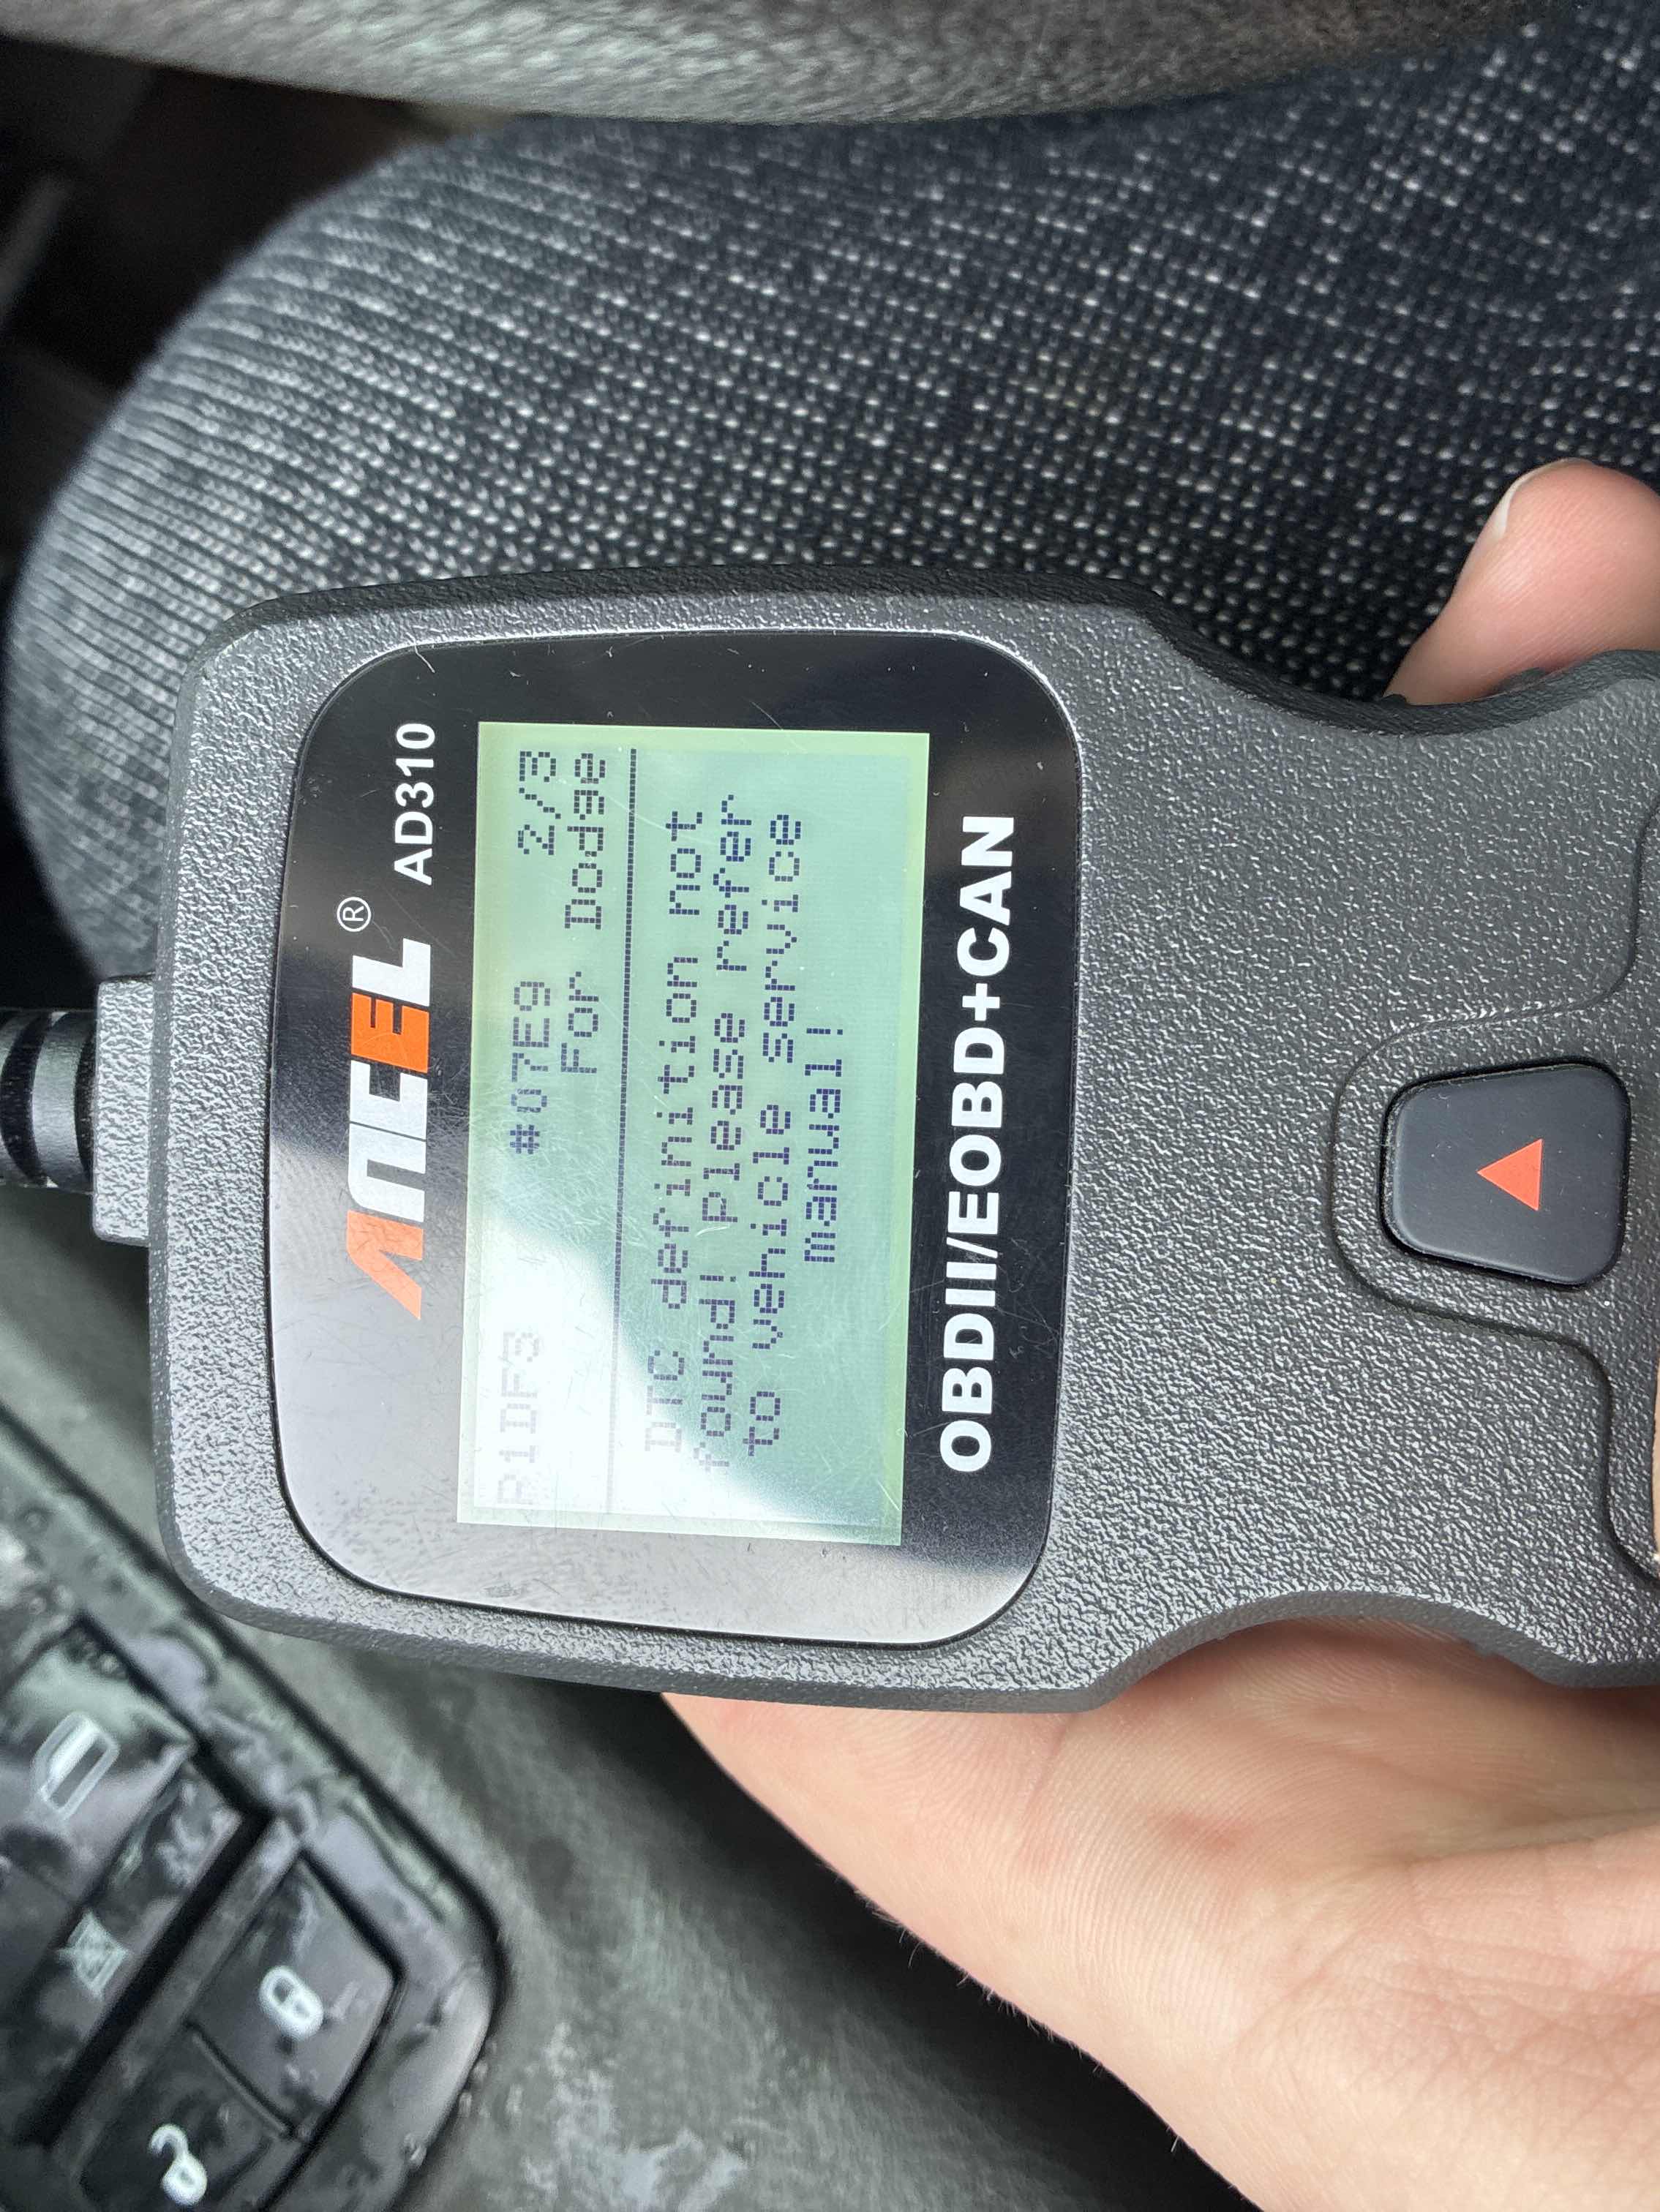 ANCEL® AD310
P1DF3 #07E9 2/3
For Dodge
DTC definition not
found! Please refer
to vehicle service
manual!
OBDII/EOBD+CAN